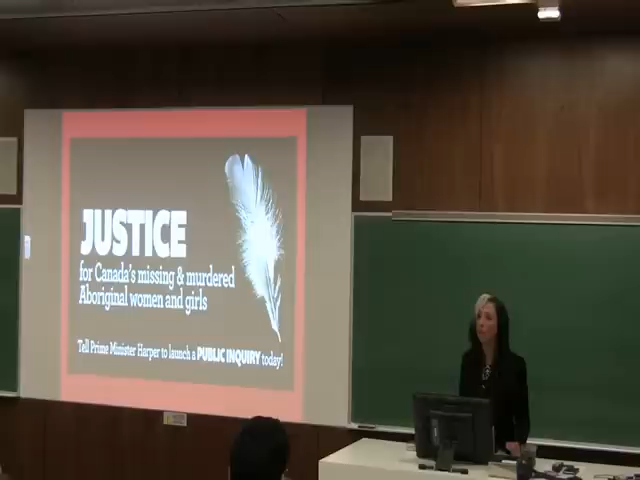 JUSTICE
for Canada's missing & murdered
Aboriginal women and girls
Tell Prime Minister Harper to launch a PUBLIC INQUIRY today!